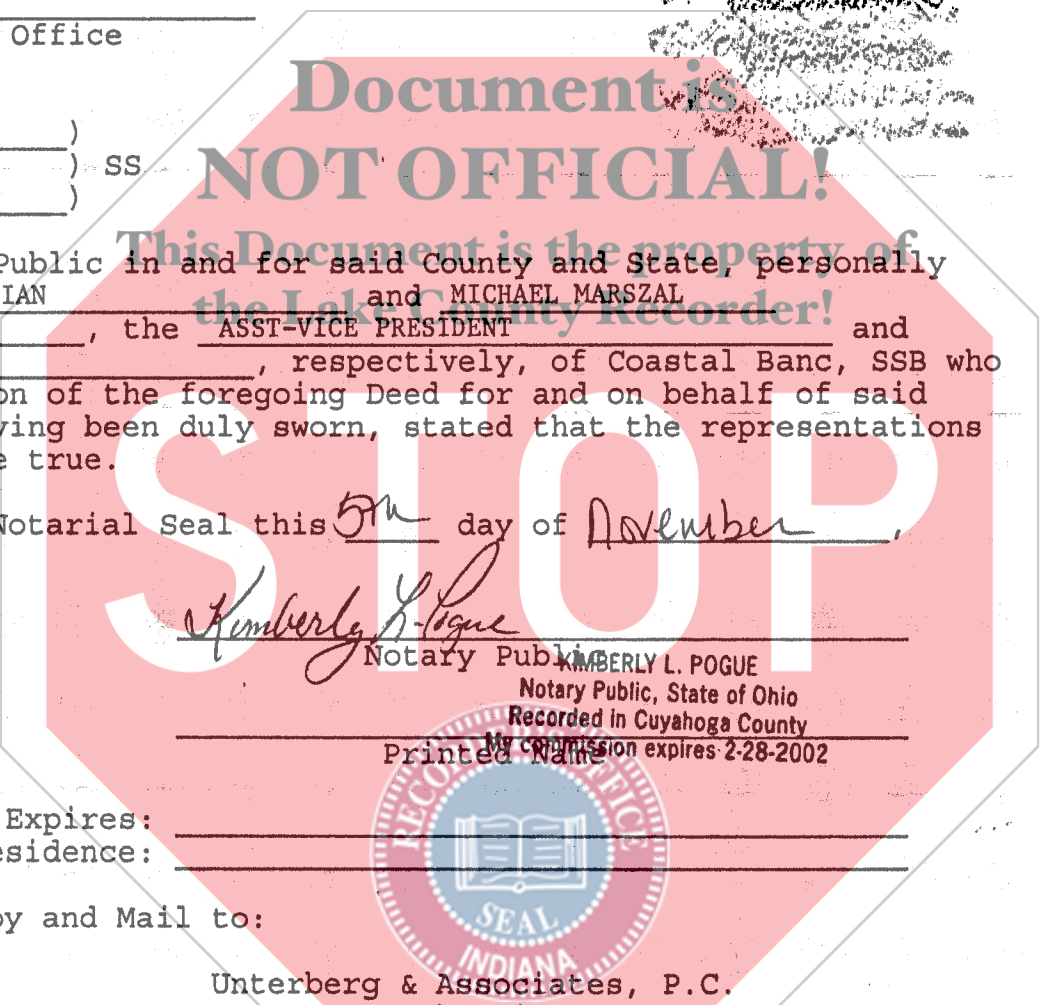 Office
Document is
NOT OFFICIAL!
This Document is the property of
the Lake County Recorder!
)
) SS
)
Public in and for said County and State, personally
IAN and MICHAEL MARSZAL
, the ASST-VICE PRESIDENT and
, respectively, of Coastal Banc, SSB who
on of the foregoing Deed for and on behalf of said
ving been duly sworn, stated that the representations
e true.
STOP
Notarial Seal this 5th day of November,
Kimberly L. Pogue
Notary Public
KIMBERLY L. POGUE
Notary Public, State of Ohio
Recorded in Cuyahoga County
My commission expires 2-28-2002
Printed Name
Expires:
esidence:
py and Mail to:
Unterberg & Associates, P.C.
RECORDER'S OFFICE
SEAL
INDIANA